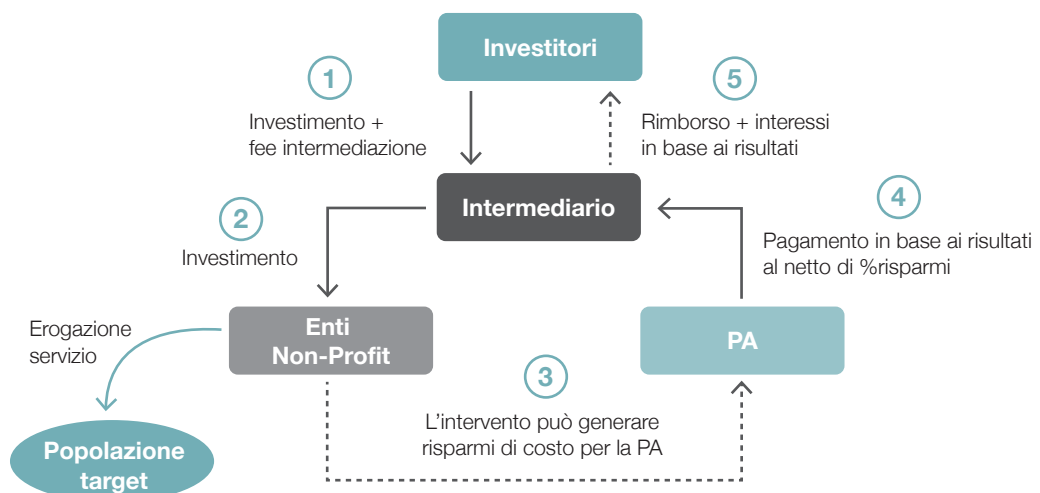 Investitori
1
Investimento +
fee intermediazione
5
Rimborso + interessi
in base ai risultati
Intermediario
2
Investimento
4
Pagamento in base ai risultati
al netto di %risparmi
Erogazione
servizio
Enti
Non-Profit
PA
3
L’intervento può generare
risparmi di costo per la PA
Popolazione
target